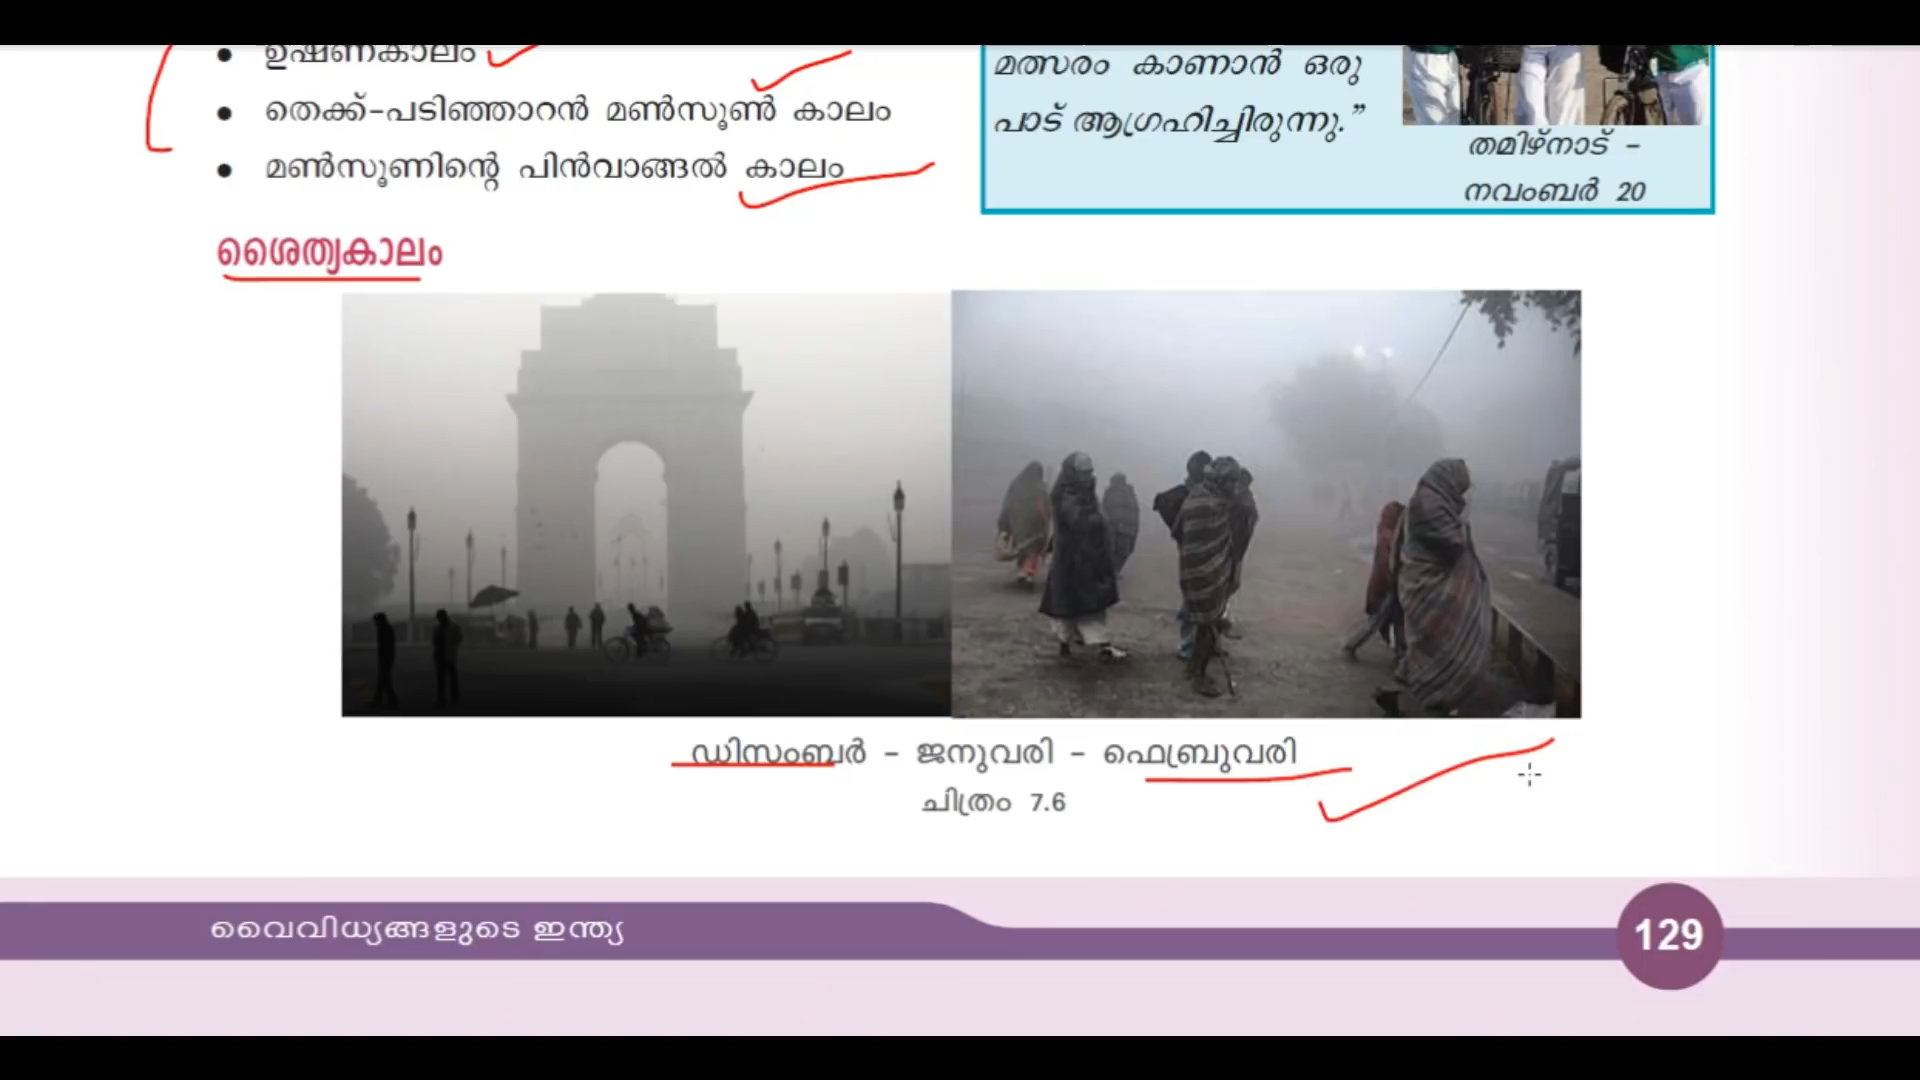 ഉഷ്ണകാലം
തെക്ക്-പടിഞ്ഞാറൻ മൺസൂൺ കാലം
മൺസൂണിന്റെ പിൻവാങ്ങൽ കാലം
മത്സരം കാണാൻ ഒരു
പാട് ആഗ്രഹിച്ചിരുന്നു.”
തമിഴ്നാട് –
നവംബർ 20
ശൈത്യകാലം
ഡിസംബർ – ജനുവരി – ഫെബ്രുവരി
ചിത്രം 7.6
വൈവിധ്യങ്ങളുടെ ഇന്ത്യ
129